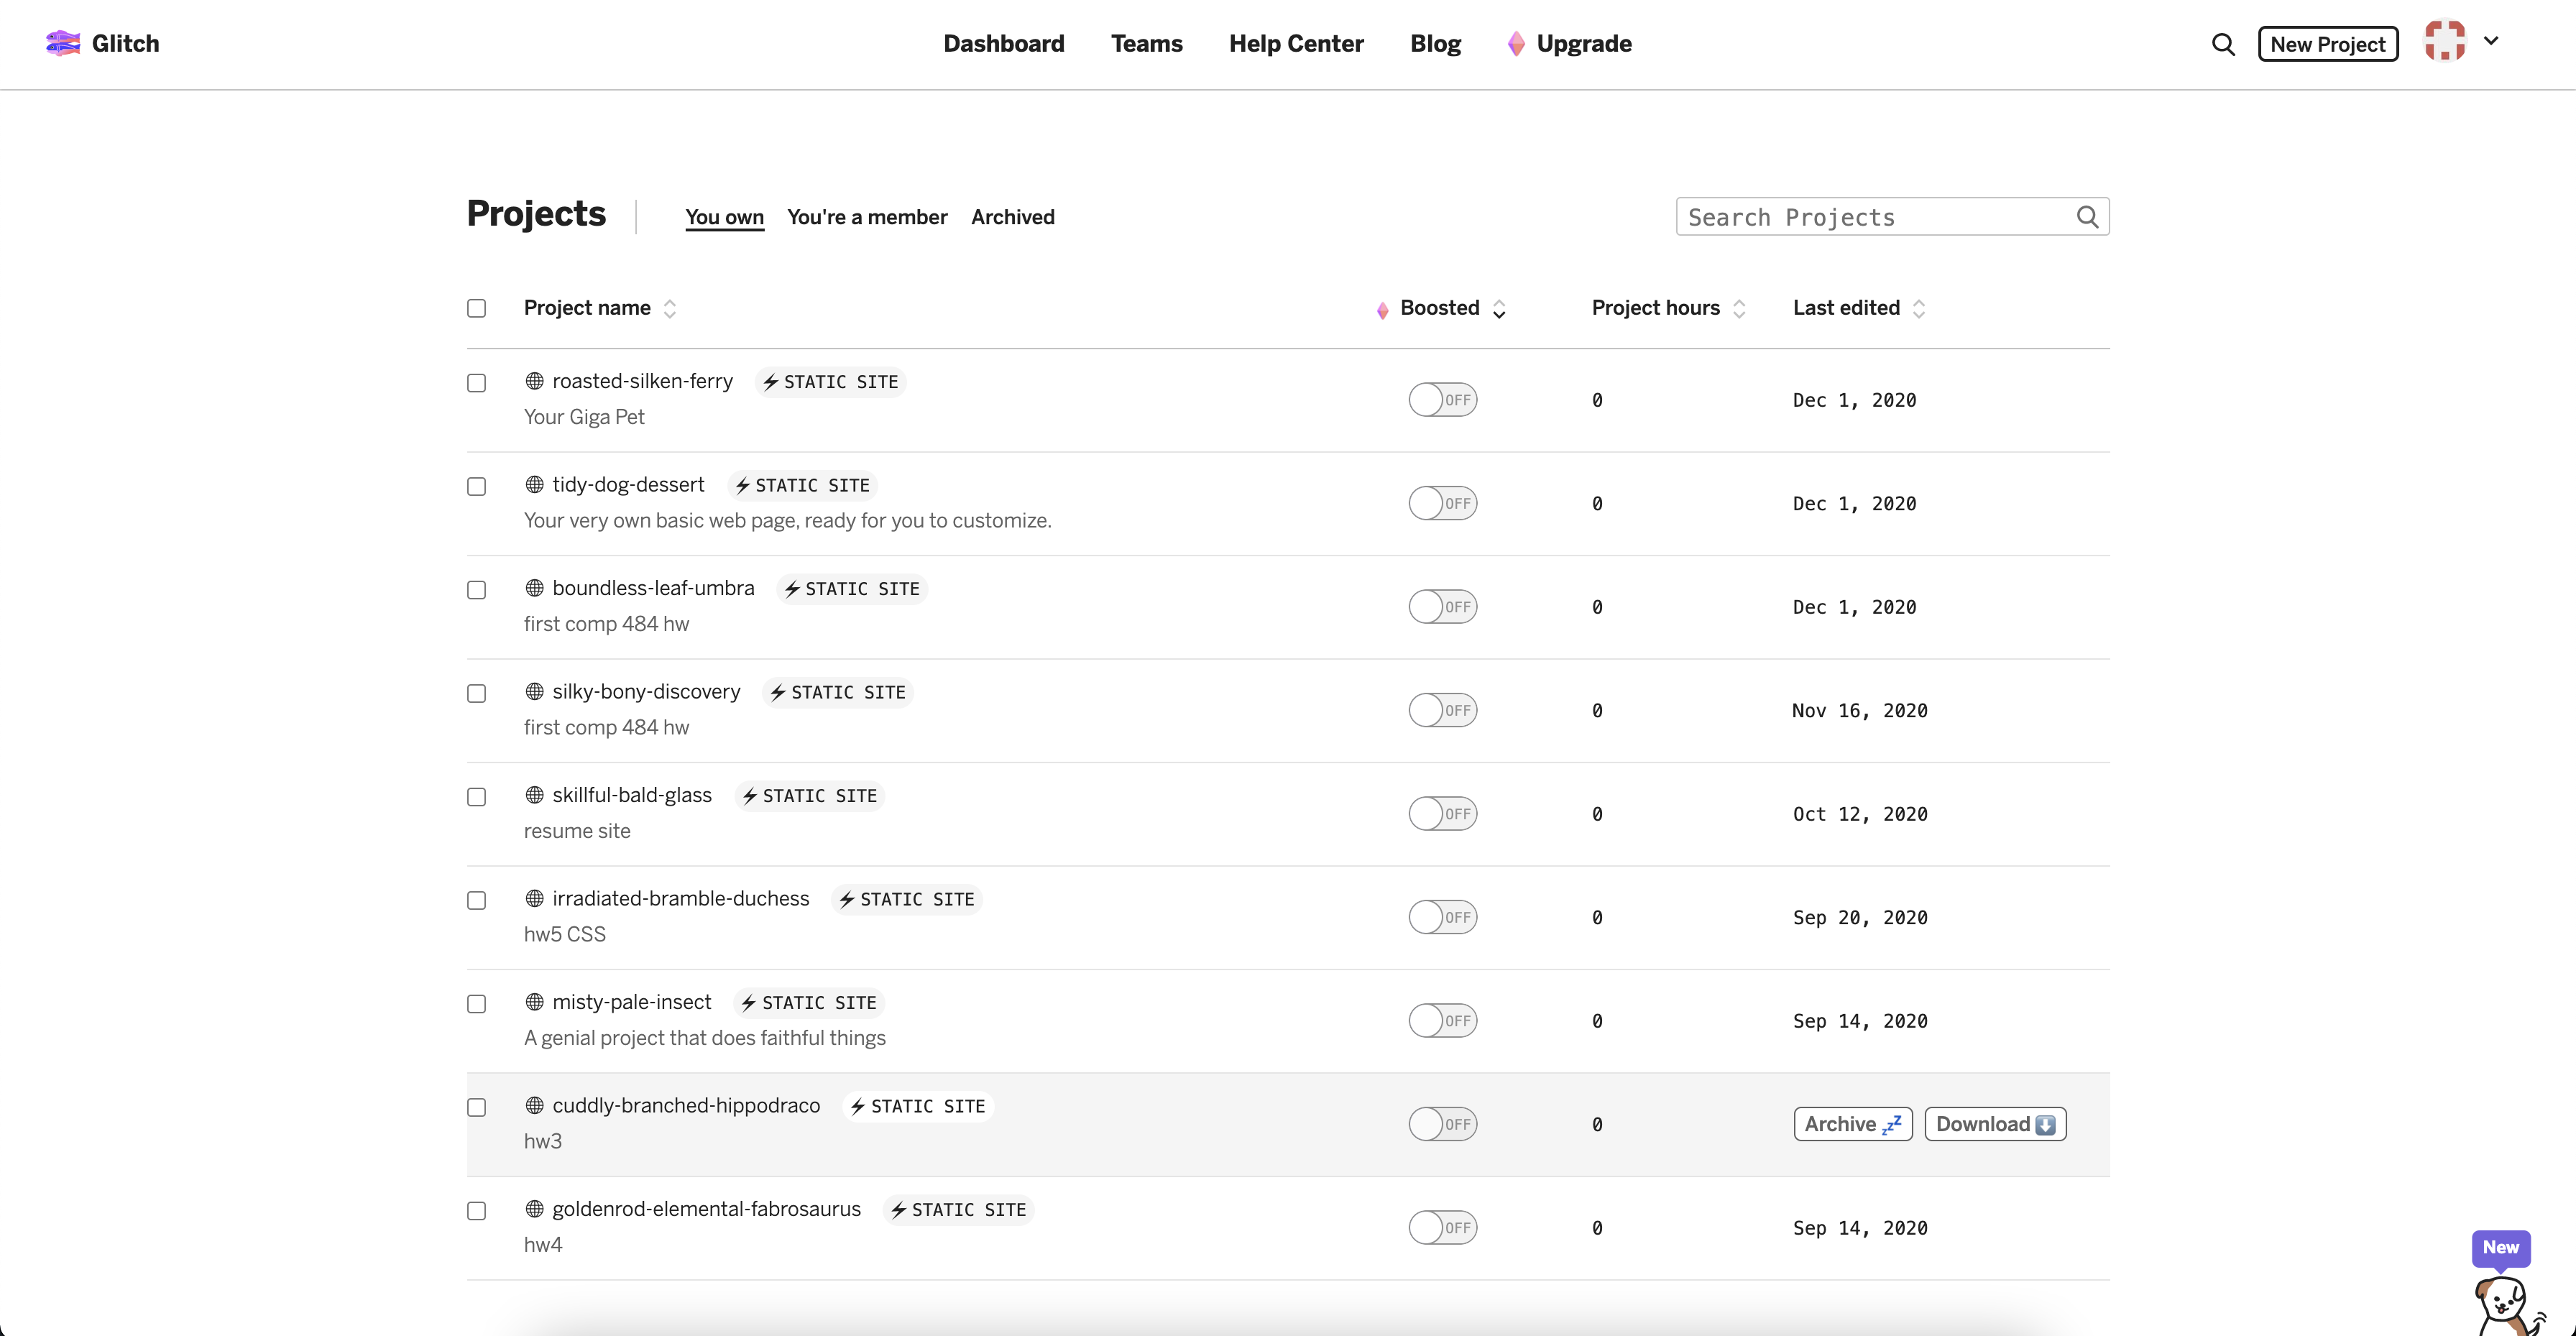 Glitch
Dashboard Teams Help Center Blog Upgrade
New Project
Projects You own You're a member Archived Search Projects
Project name Boosted Project hours Last edited
roasted-silken-ferry STATIC SITE
Your Giga Pet
OFF 0 Dec 1, 2020
tidy-dog-dessert STATIC SITE
Your very own basic web page, ready for you to customize.
OFF 0 Dec 1, 2020
boundless-leaf-umbra STATIC SITE
first comp 484 hw
OFF 0 Dec 1, 2020
silky-bony-discovery STATIC SITE
first comp 484 hw
OFF 0 Nov 16, 2020
skillful-bald-glass STATIC SITE
resume site
OFF 0 Oct 12, 2020
irradiated-bramble-duchess STATIC SITE
hw5 CSS
OFF 0 Sep 20, 2020
misty-pale-insect STATIC SITE
A genial project that does faithful things
OFF 0 Sep 14, 2020
cuddly-branched-hippodraco STATIC SITE
hw3
OFF 0 Archive 💤 Download ⬇️
goldenrod-elemental-fabrosaurus STATIC SITE
hw4
OFF 0 Sep 14, 2020
New